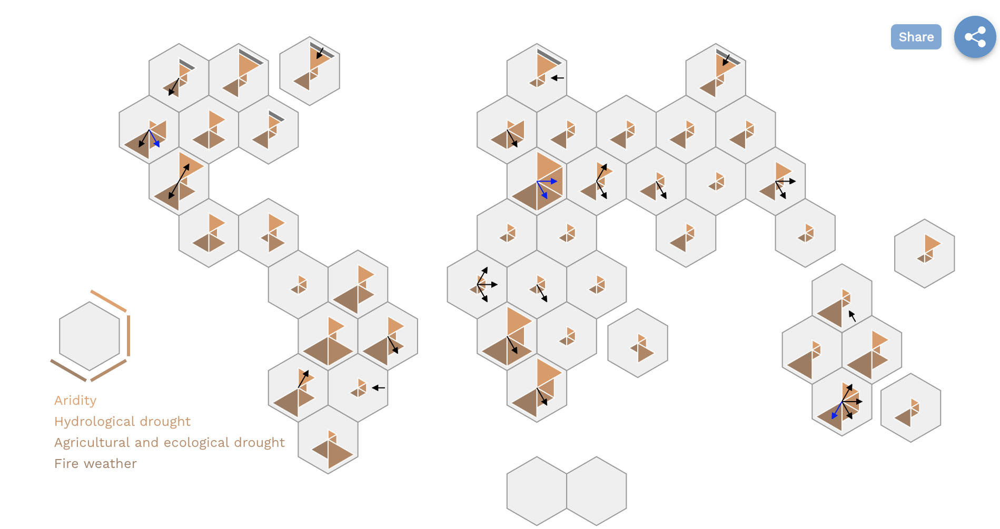 Share
Aridity
Hydrological drought
Agricultural and ecological drought
Fire weather